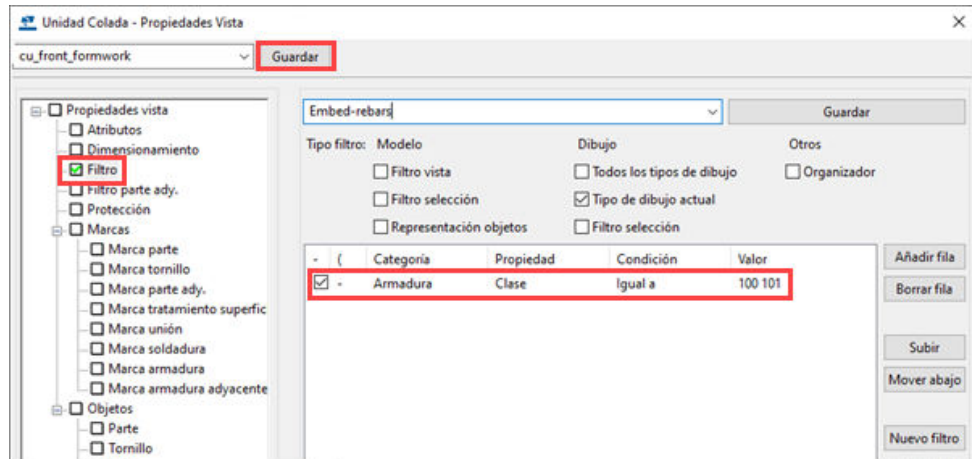 Unidad Colada - Propiedades Vista
cu_front_formwork Guardar
Propiedades vista
Atributos
Dimensionamiento
Filtro
Filtro parte ady.
Protección
Marcas
Marca parte
Marca tornillo
Marca parte ady.
Marca tratamiento superfic
Marca unión
Marca soldadura
Marca armadura
Marca armadura adyacente
Objetos
Parte
Tornillo
Embed-rebars Guardar
Tipo filtro: Modelo Dibujo Otros
Filtro vista Todos los tipos de dibujo Organizador
Filtro selección Tipo de dibujo actual
Representación objetos Filtro selección
- ( Categoría Propiedad Condición Valor
- Armadura Clase Igual a 100 101
Añadir fila
Borrar fila
Subir
Mover abajo
Nuevo filtro